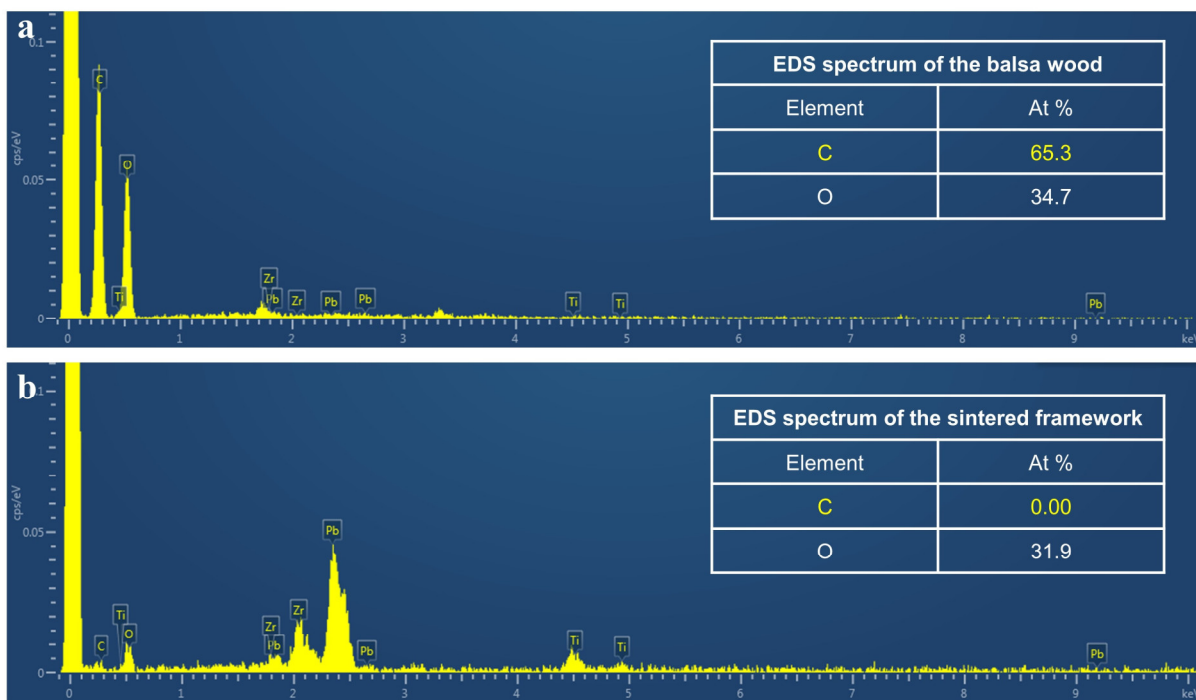 a
0.1
cps/eV
0.05
0
C
O
Ti
Zr
Pb
Zr
Pb
Pb
Ti
Ti
Pb
0 1 2 3 4 5 6 7 8 9 keV
EDS spectrum of the balsa wood
Element At %
C 65.3
O 34.7
b
0.1
cps/eV
0.05
0
C
Ti
O
Zr
Pb
Zr
Pb
Pb
Ti
Ti
Pb
0 1 2 3 4 5 6 7 8 9 keV
EDS spectrum of the sintered framework
Element At %
C 0.00
O 31.9